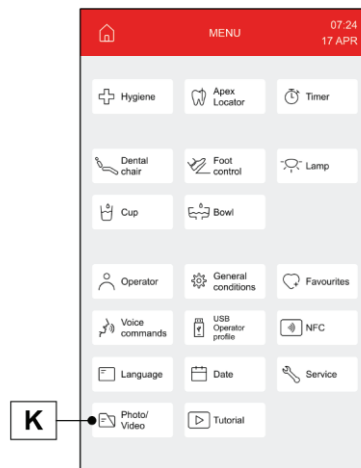 MENU
07:24
17 APR
Hygiene
Apex
Locator
Timer
Dental
chair
Foot
control
Lamp
Cup
Bowl
Operator
General
conditions
Favourites
Voice
commands
USB
Operator
profile
NFC
Language
Date
Service
K
Photo/
Video
Tutorial